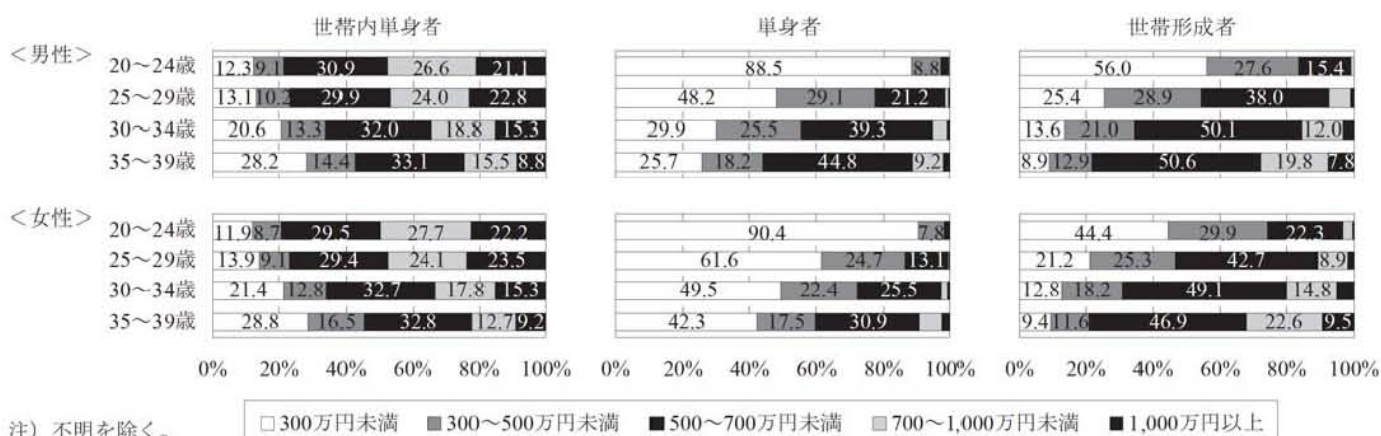 世帯内単身者 単身者 世帯形成者
<男性>
20～24歳 12.3 9.1 30.9 26.6 21.1 88.5 8.8 56.0 27.6 15.4
25～29歳 13.1 10.2 29.9 24.0 22.8 48.2 29.1 21.2 25.4 28.9 38.0
30～34歳 20.6 13.3 32.0 18.8 15.3 29.9 25.5 39.3 13.6 21.0 50.1 12.0
35～39歳 28.2 14.4 33.1 15.5 8.8 25.7 18.2 44.8 9.2 8.9 12.9 50.6 19.8 7.8
<女性>
20～24歳 11.9 8.7 29.5 27.7 22.2 90.4 7.8 44.4 29.9 22.3
25～29歳 13.9 9.1 29.4 24.1 23.5 61.6 24.7 13.1 21.2 25.3 42.7 8.9
30～34歳 21.4 12.8 32.7 17.8 15.3 49.5 22.4 25.5 12.8 18.2 49.1 14.8
35～39歳 28.8 16.5 32.8 12.7 9.2 42.3 17.5 30.9 9.4 11.6 46.9 22.6 9.5
0% 20% 40% 60% 80% 100% 0% 20% 40% 60% 80% 100% 0% 20% 40% 60% 80% 100%
注）不明を除く。 300万円未満 300～500万円未満 500～700万円未満 700～1,000万円未満 1,000万円以上